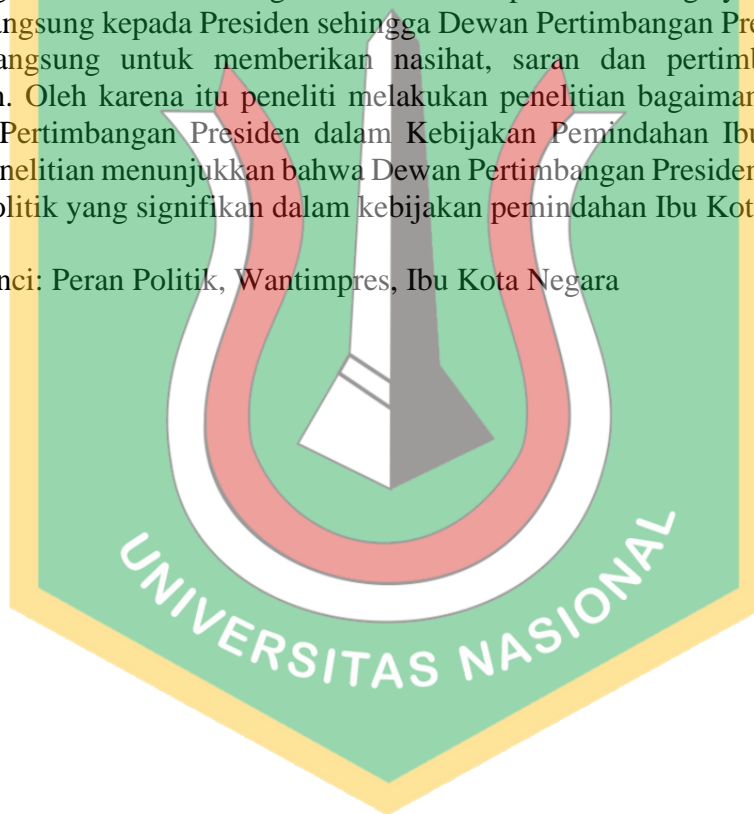 ngsung kepada Presiden sehingga Dewan Pertimbangan Pre
angsung untuk memberikan nasihat, saran dan pertimb
n. Oleh karena itu peneliti melakukan penelitian bagaiman
Pertimbangan Presiden dalam Kebijakan Pemindahan Ibu
nelitian menunjukkan bahwa Dewan Pertimbangan Presiden
olitik yang signifikan dalam kebijakan pemindahan Ibu Kot
nci: Peran Politik, Wantimpres, Ibu Kota Negara
UNIVERSITAS NASIONAL